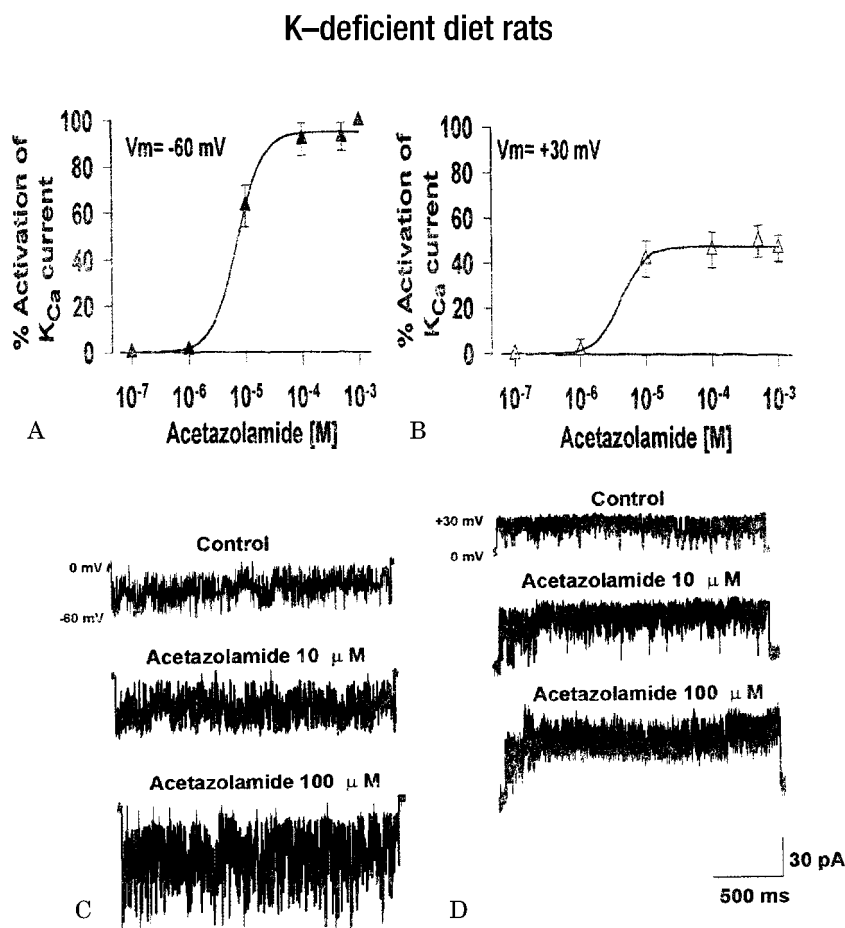 K–deficient diet rats
% Activation of
K_Ca current
100
80
60
40
20
0
Vm= -60 mV
10⁻⁷ 10⁻⁶ 10⁻⁵ 10⁻⁴ 10⁻³
Acetazolamide [M]
A
% Activation of
K_Ca current
100
80
60
40
20
0
Vm= +30 mV
10⁻⁷ 10⁻⁶ 10⁻⁵ 10⁻⁴ 10⁻³
Acetazolamide [M]
B
Control
0 mV
-60 mV
Acetazolamide 10 μ M
Acetazolamide 100 μ M
C
Control
+30 mV
0 mV
Acetazolamide 10 μ M
Acetazolamide 100 μ M
30 pA
500 ms
D